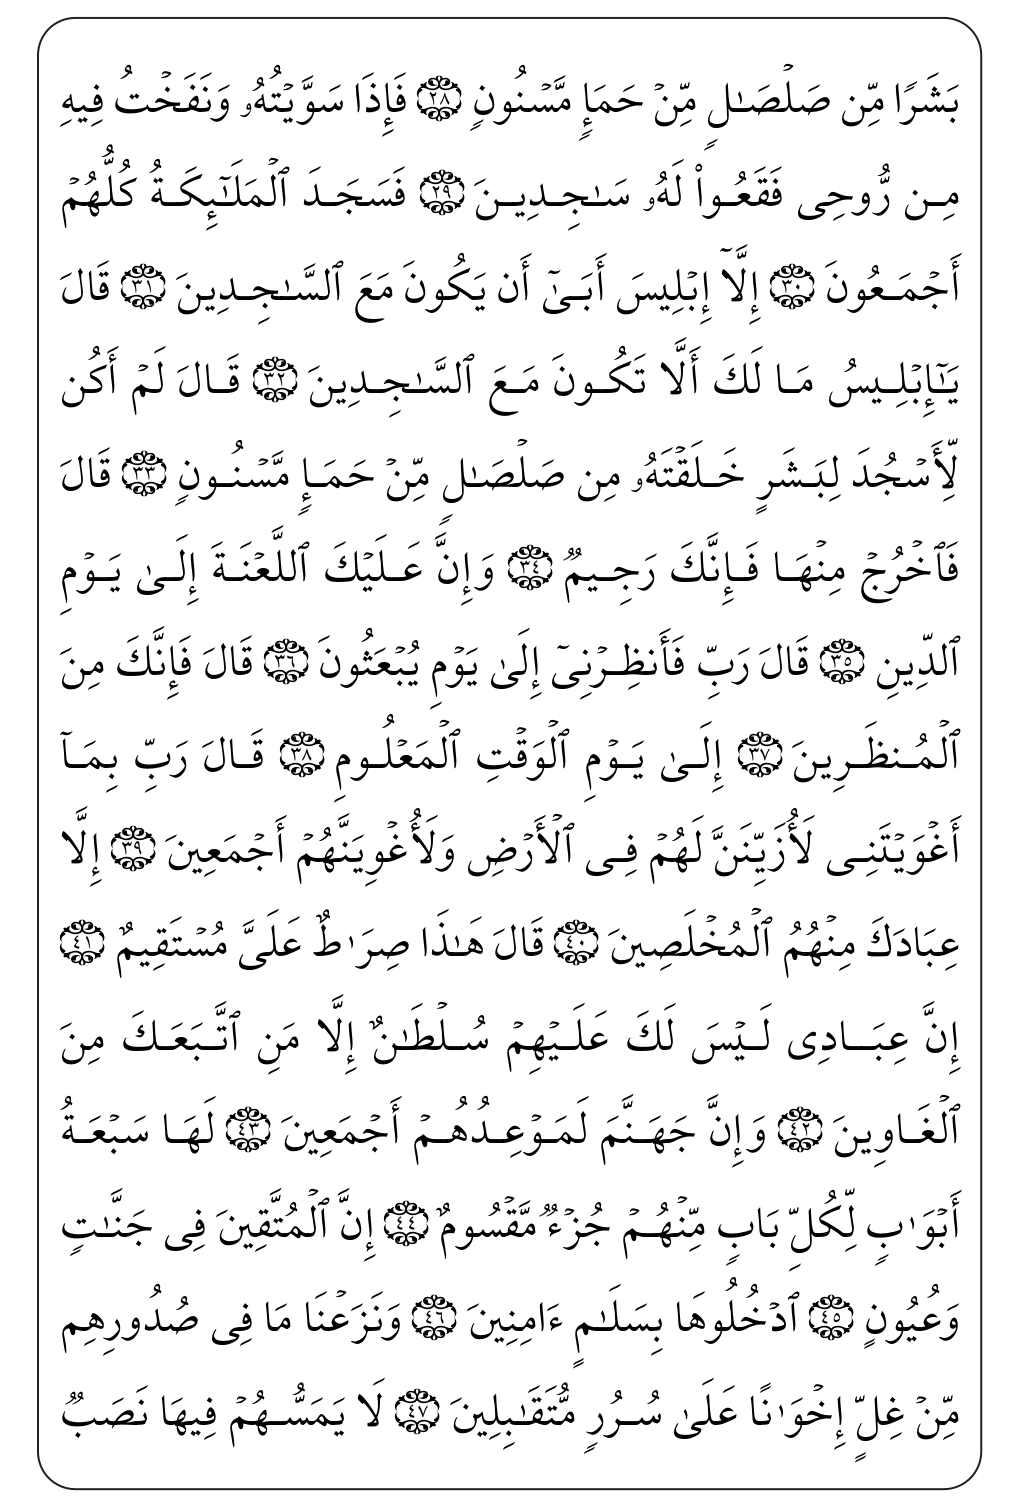 بَشَرًا مِّن صَلْصَـٰلٍ مِّنْ حَمَإٍ مَّسْنُونٍ ۝٢٨ فَإِذَا سَوَّيْتُهُۥ وَنَفَخْتُ فِيهِ
مِن رُّوحِى فَقَعُوا۟ لَهُۥ سَـٰجِدِينَ ۝٢٩ فَسَجَدَ ٱلْمَلَـٰٓئِكَةُ كُلُّهُمْ
أَجْمَعُونَ ۝٣٠ إِلَّآ إِبْلِيسَ أَبَىٰٓ أَن يَكُونَ مَعَ ٱلسَّـٰجِدِينَ ۝٣١ قَالَ
يَـٰٓإِبْلِيسُ مَا لَكَ أَلَّا تَكُونَ مَعَ ٱلسَّـٰجِدِينَ ۝٣٢ قَالَ لَمْ أَكُن
لِّأَسْجُدَ لِبَشَرٍ خَلَقْتَهُۥ مِن صَلْصَـٰلٍ مِّنْ حَمَإٍ مَّسْنُونٍ ۝٣٣ قَالَ
فَٱخْرُجْ مِنْهَا فَإِنَّكَ رَجِيمٌ ۝٣٤ وَإِنَّ عَلَيْكَ ٱللَّعْنَةَ إِلَىٰ يَوْمِ
ٱلدِّينِ ۝٣٥ قَالَ رَبِّ فَأَنظِرْنِىٓ إِلَىٰ يَوْمِ يُبْعَثُونَ ۝٣٦ قَالَ فَإِنَّكَ مِنَ
ٱلْمُنظَرِينَ ۝٣٧ إِلَىٰ يَوْمِ ٱلْوَقْتِ ٱلْمَعْلُومِ ۝٣٨ قَالَ رَبِّ بِمَآ
أَغْوَيْتَنِى لَأُزَيِّنَنَّ لَهُمْ فِى ٱلْأَرْضِ وَلَأُغْوِيَنَّهُمْ أَجْمَعِينَ ۝٣٩ إِلَّا
عِبَادَكَ مِنْهُمُ ٱلْمُخْلَصِينَ ۝٤٠ قَالَ هَـٰذَا صِرَٰطٌ عَلَىَّ مُسْتَقِيمٌ ۝٤١
إِنَّ عِبَادِى لَيْسَ لَكَ عَلَيْهِمْ سُلْطَـٰنٌ إِلَّا مَنِ ٱتَّبَعَكَ مِنَ
ٱلْغَاوِينَ ۝٤٢ وَإِنَّ جَهَنَّمَ لَمَوْعِدُهُمْ أَجْمَعِينَ ۝٤٣ لَهَا سَبْعَةُ
أَبْوَٰبٍ لِّكُلِّ بَابٍ مِّنْهُمْ جُزْءٌ مَّقْسُومٌ ۝٤٤ إِنَّ ٱلْمُتَّقِينَ فِى جَنَّـٰتٍ
وَعُيُونٍ ۝٤٥ ٱدْخُلُوهَا بِسَلَـٰمٍ ءَامِنِينَ ۝٤٦ وَنَزَعْنَا مَا فِى صُدُورِهِم
مِّنْ غِلٍّ إِخْوَٰنًا عَلَىٰ سُرُرٍ مُّتَقَـٰبِلِينَ ۝٤٧ لَا يَمَسُّهُمْ فِيهَا نَصَبٌ